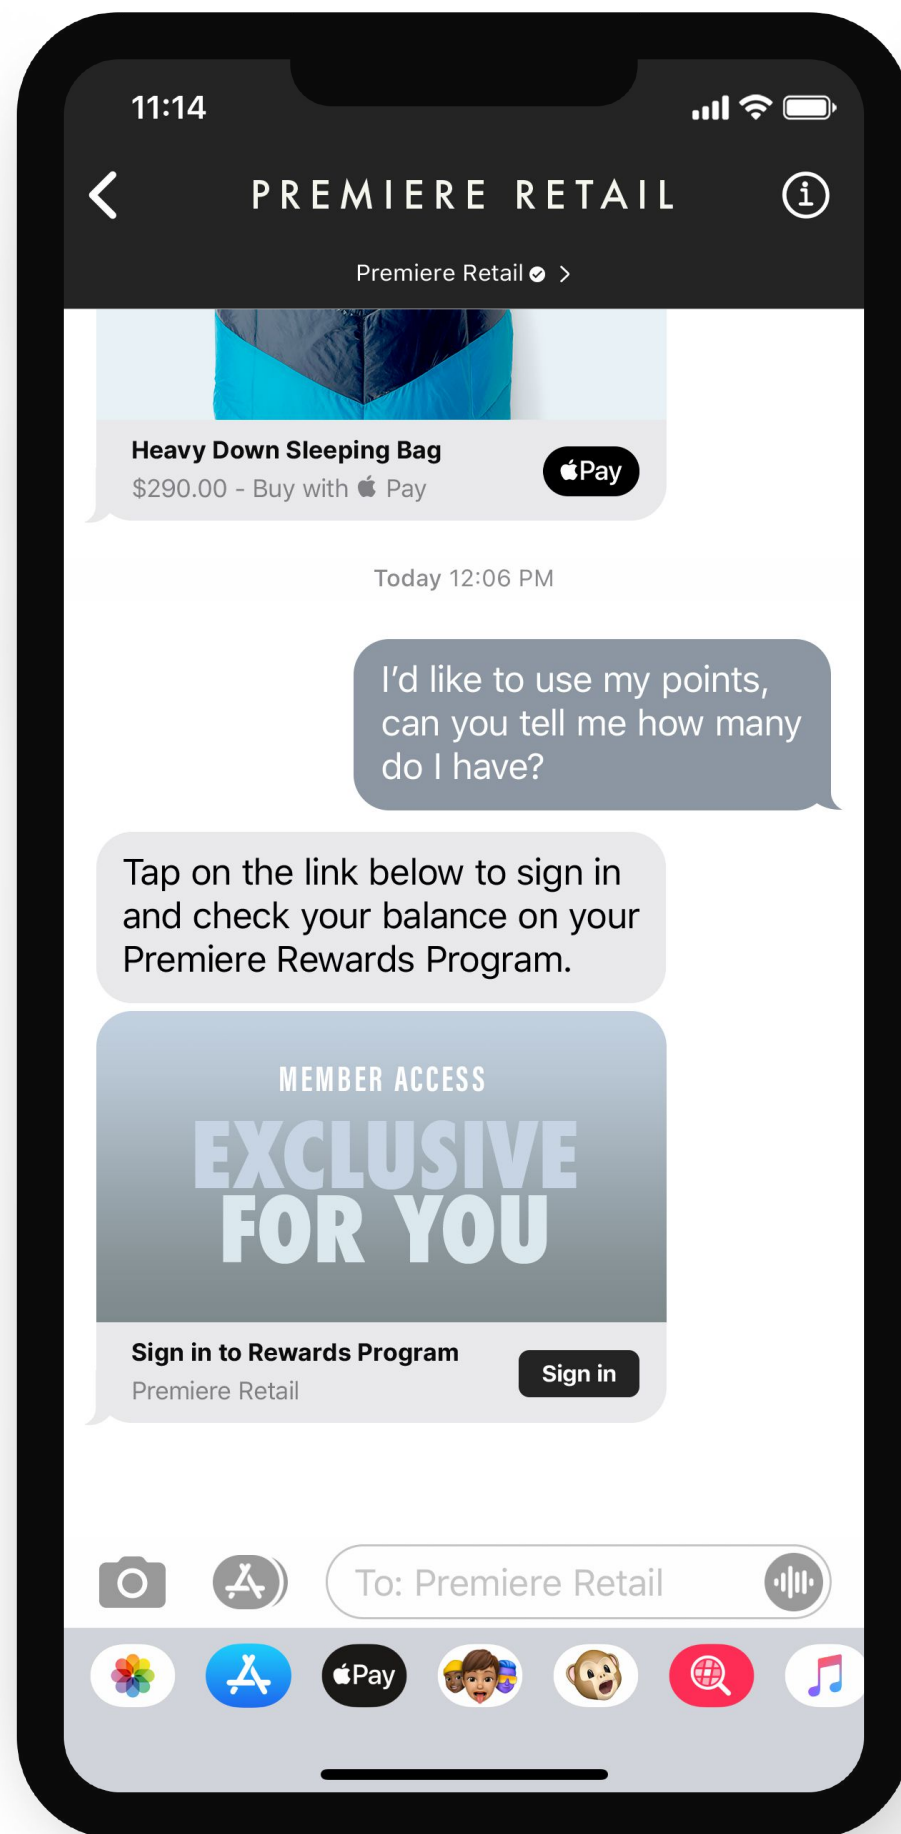 11:14
PREMIERE RETAIL
Premiere Retail
Heavy Down Sleeping Bag
$290.00 - Buy with  Pay
Pay
Today 12:06 PM
I’d like to use my points,
can you tell me how many
do I have?
Tap on the link below to sign in
and check your balance on your
Premiere Rewards Program.
MEMBER ACCESS
EXCLUSIVE
FOR YOU
Sign in to Rewards Program
Premiere Retail
Sign in
To: Premiere Retail
Pay